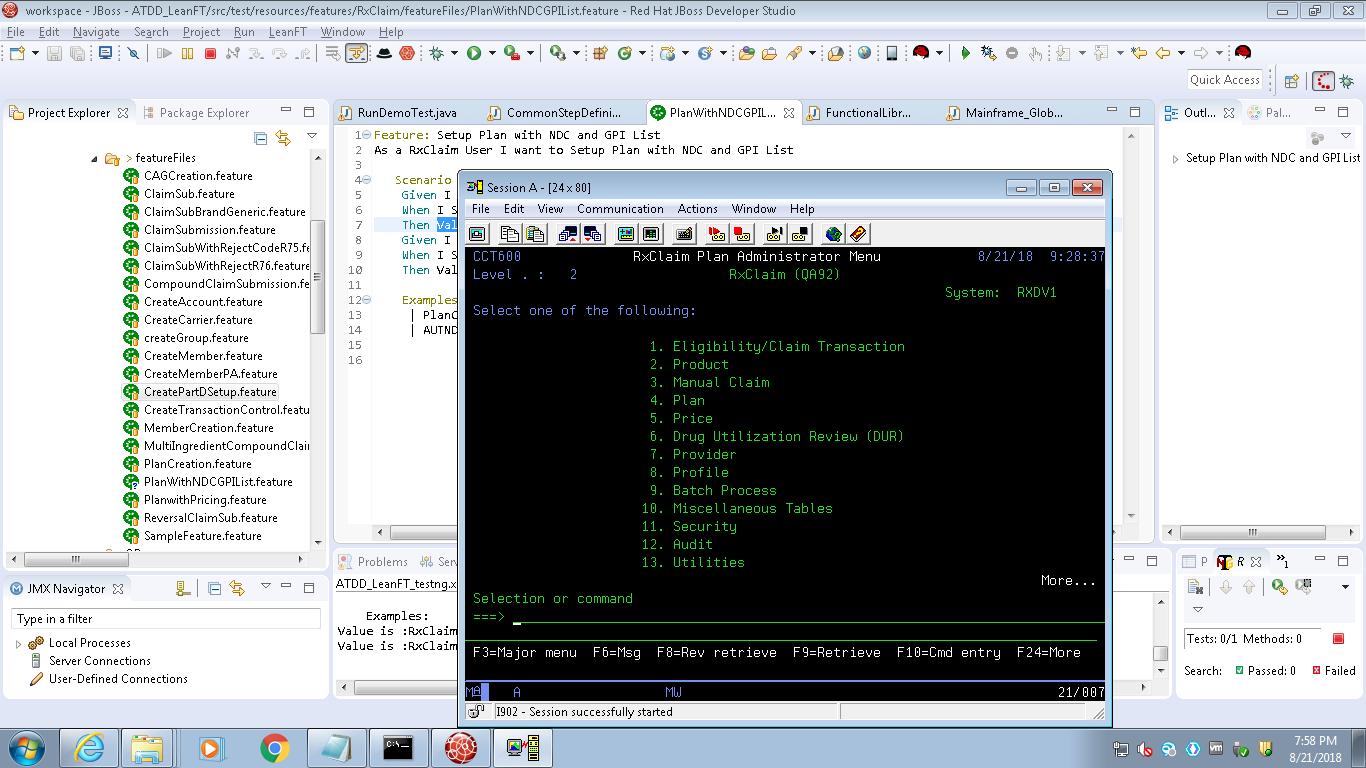 workspace - JBoss - ATDD_LeanFT/src/test/resources/features/RxClaim/featureFiles/PlanWithNDCGPIList.feature - Red Hat JBoss Developer Studio
File Edit Navigate Search Project Run LeanFT Window Help
Quick Access
Project Explorer Package Explorer
> featureFiles
CAGCreation.feature
ClaimSub.feature
ClaimSubBrandGeneric.feature
ClaimSubmission.feature
ClaimSubWithRejectCodeR75.fe
ClaimSubWithRejectR76.feature
CompoundClaimSubmission.fe
CreateAccount.feature
CreateCarrier.feature
createGroup.feature
CreateMember.feature
CreateMemberPA.feature
CreatePartDSetup.feature
CreateTransactionControl.featu
MemberCreation.feature
MultiIngredientCompoundClai
PlanCreation.feature
PlanWithNDCGPIList.feature
PlanwithPricing.feature
ReversalClaimSub.feature
SampleFeature.feature
JMX Navigator
Type in a filter
Local Processes
Server Connections
User-Defined Connections
RunDemoTest.java CommonStepDefini... PlanWithNDCGPIL... FunctionalLibr... Mainframe_Glob...
1 Feature: Setup Plan with NDC and GPI List
2 As a RxClaim User I want to Setup Plan with NDC and GPI List
3
4 Scenario
5 Given I
6 When I S
7 Then Val
8 Given I
9 When I S
10 Then Val
11
12 Examples
13 | PlanC
14 | AUTND
15
16
Problems Serv
ATDD_LeanFT_testng.x
Examples:
Value is :RxClaim
Value is :RxClaim
Session A - [24 x 80]
File Edit View Communication Actions Window Help
CCT600 RxClaim Plan Administrator Menu 8/21/18 9:28:37
Level . : 2 RxClaim (QA92)
System: RXDV1
Select one of the following:
1. Eligibility/Claim Transaction
2. Product
3. Manual Claim
4. Plan
5. Price
6. Drug Utilization Review (DUR)
7. Provider
8. Profile
9. Batch Process
10. Miscellaneous Tables
11. Security
12. Audit
13. Utilities
More...
Selection or command
===>
F3=Major menu F6=Msg F8=Rev retrieve F9=Retrieve F10=Cmd entry F24=More
MA A MW 21/007
I902 - Session successfully started
Outl... Pal...
Setup Plan with NDC and GPI List
P R
Tests: 0/1 Methods: 0
Search: Passed: 0 Failed
7:58 PM
8/21/2018